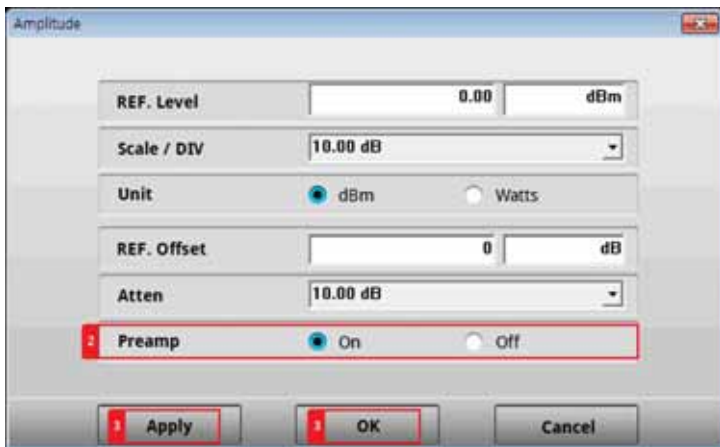 Amplitude
REF. Level 0.00 dBm
Scale / DIV 10.00 dB
Unit dBm Watts
REF. Offset 0 dB
Atten 10.00 dB
2 Preamp On Off
3 Apply 3 OK Cancel